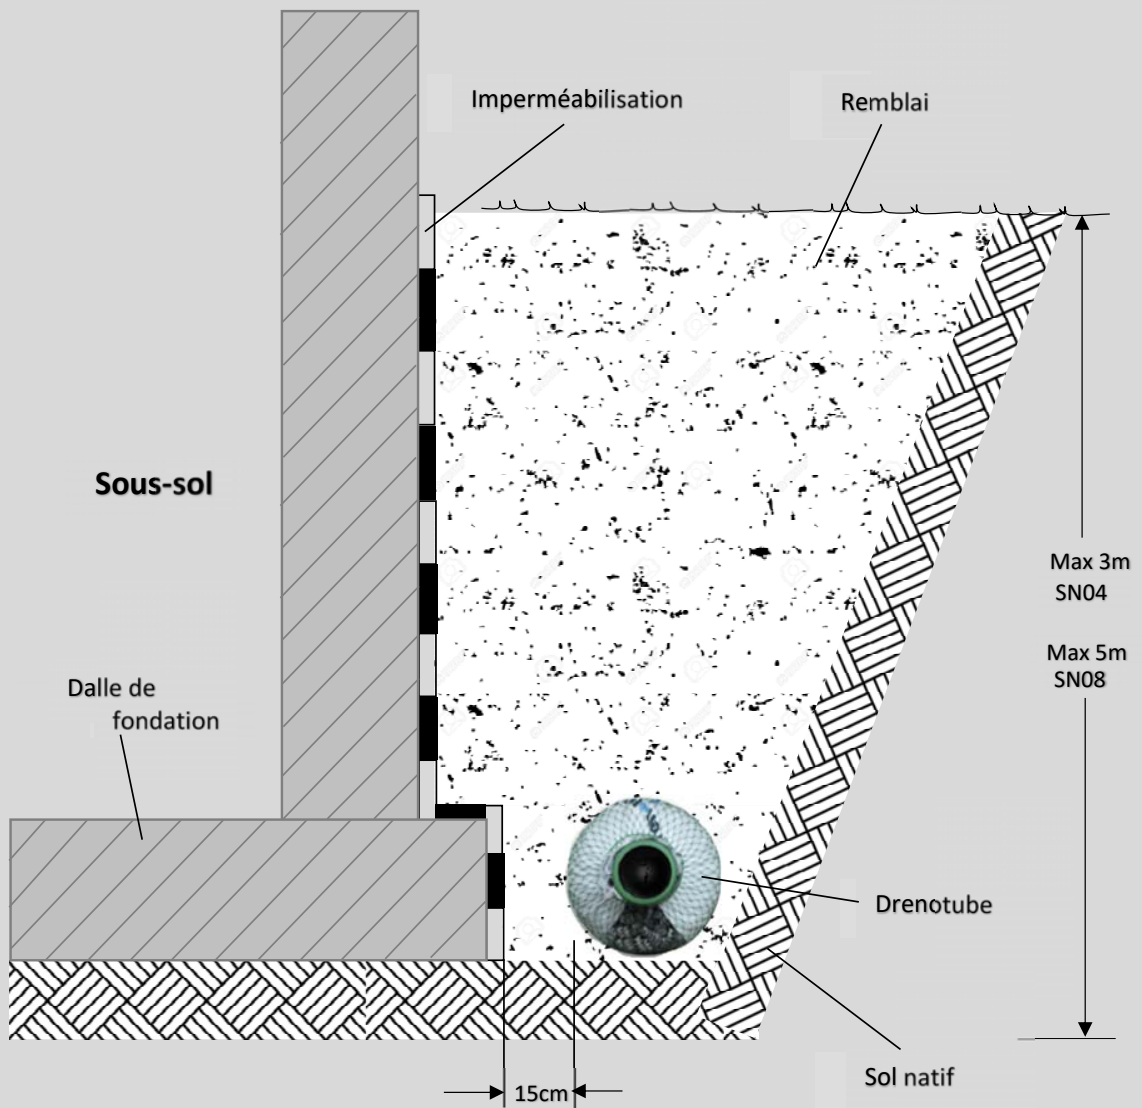 Imperméabilisation
Remblai
Sous-sol
Max 3m
SN04
Max 5m
SN08
Dalle de
fondation
Drenotube
Sol natif
15cm